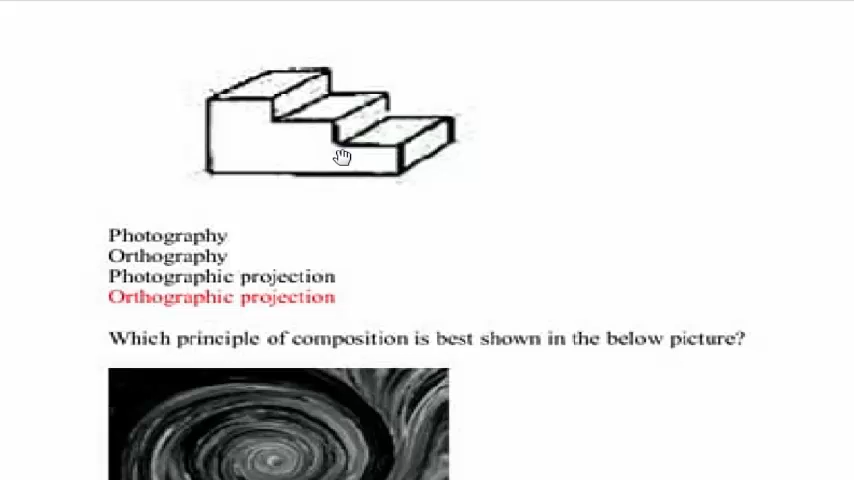 Photography
Orthography
Photographic projection
Orthographic projection
Which principle of composition is best shown in the below picture?